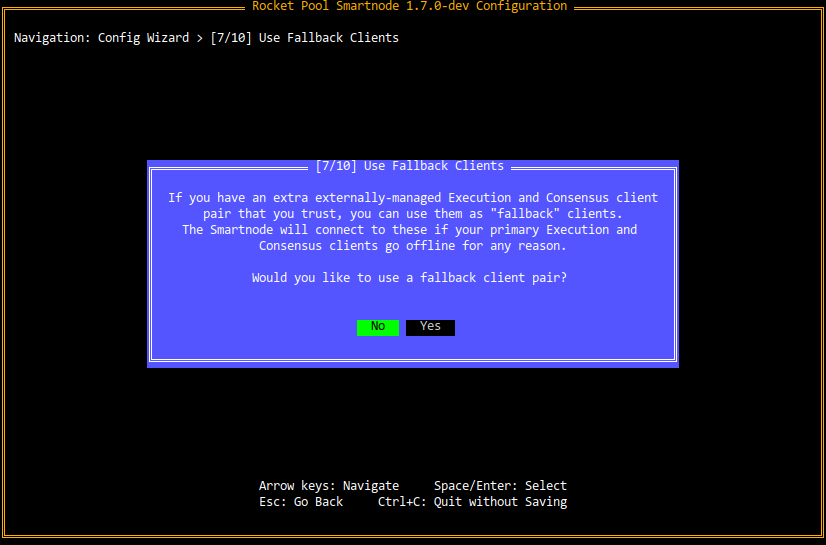 Rocket Pool Smartnode 1.7.0-dev Configuration
Navigation: Config Wizard > [7/10] Use Fallback Clients
[7/10] Use Fallback Clients
If you have an extra externally-managed Execution and Consensus client
pair that you trust, you can use them as "fallback" clients.
The Smartnode will connect to these if your primary Execution and
Consensus clients go offline for any reason.
Would you like to use a fallback client pair?
No Yes
Arrow keys: Navigate Space/Enter: Select
Esc: Go Back Ctrl+C: Quit without Saving